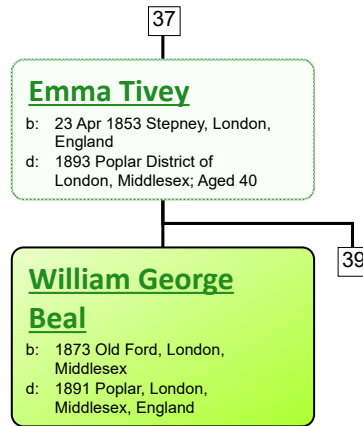 37
Emma Tivey
b: 23 Apr 1853 Stepney, London,
England
d: 1893 Poplar District of
London, Middlesex; Aged 40
39
William George
Beal
b: 1873 Old Ford, London,
Middlesex
d: 1891 Poplar, London,
Middlesex, England